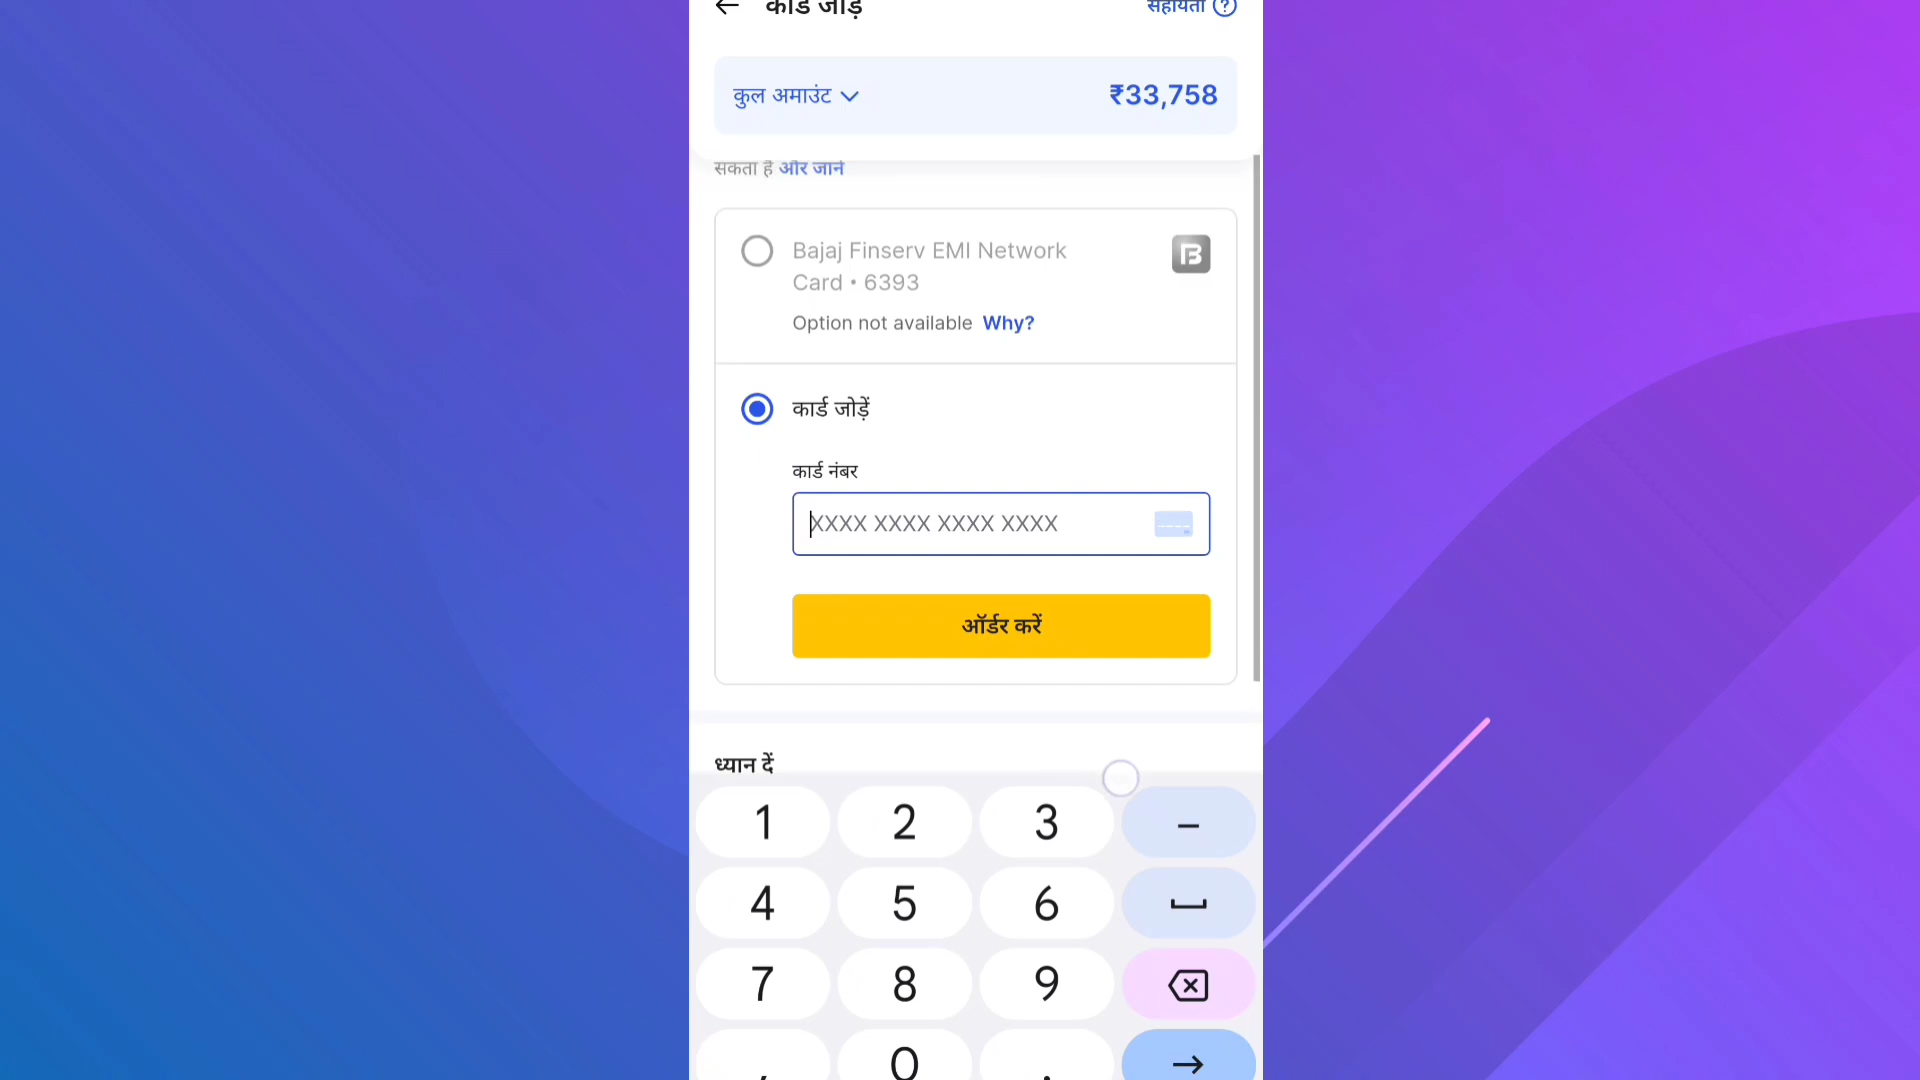 कार्ड जोड़ें
सहायता ?
कुल अमाउंट
₹33,758
सकता है और जानें
Bajaj Finserv EMI Network
Card • 6393
B
Option not available Why?
कार्ड जोड़ें
कार्ड नंबर
XXXX XXXX XXXX XXXX
ऑर्डर करें
ध्यान दें
1 2 3 –
4 5 6
7 8 9
, 0 .